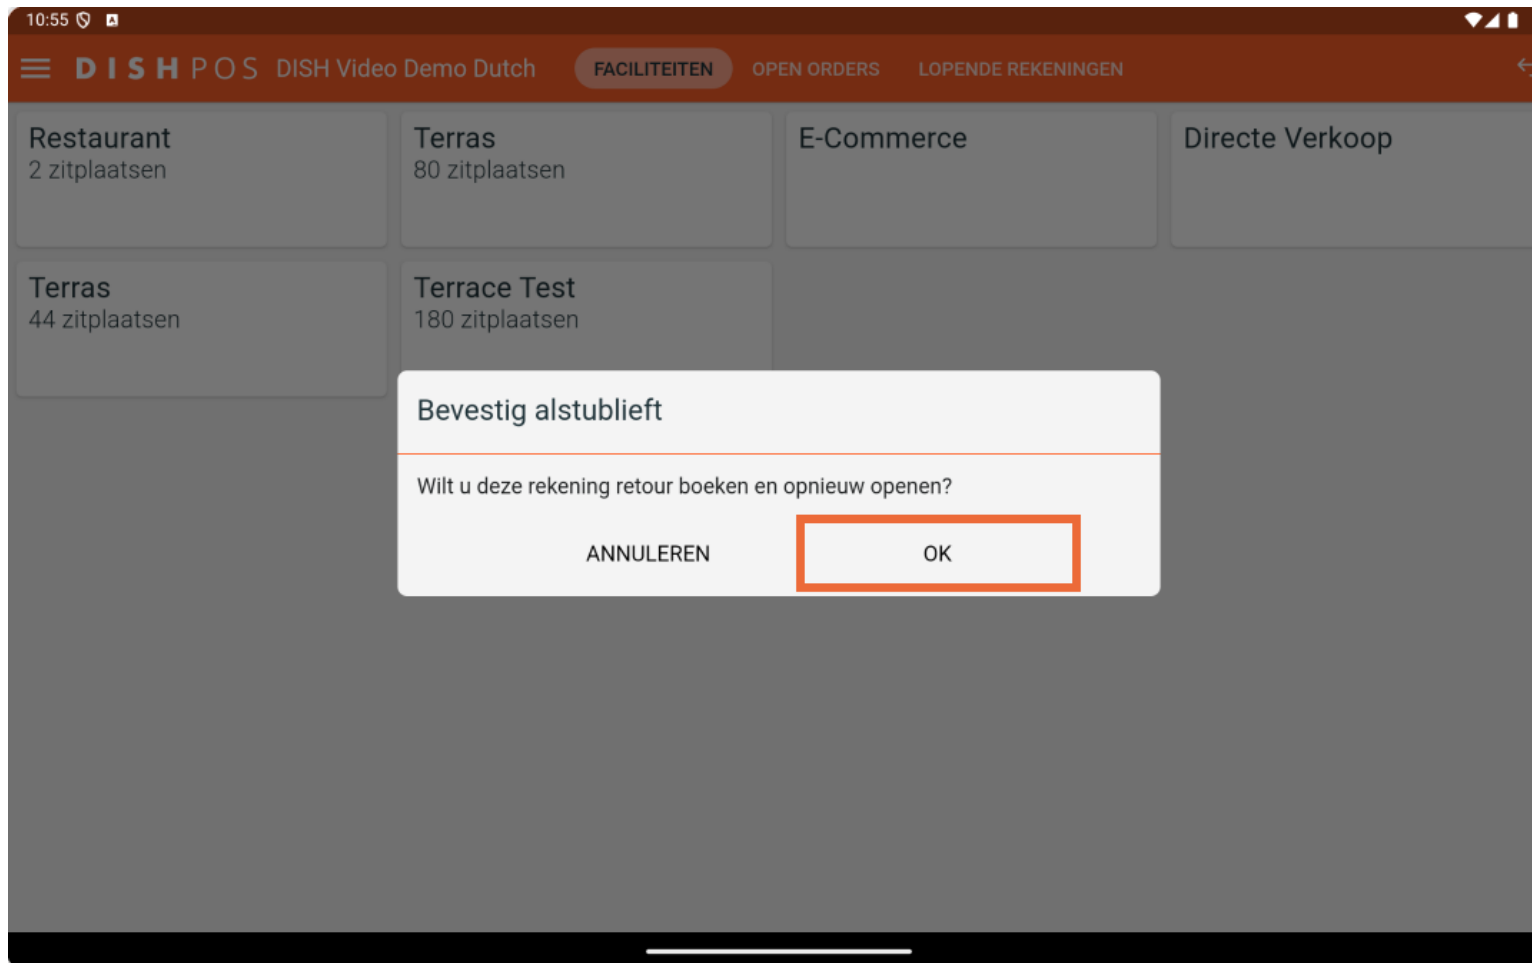 10:55
DISHPOS DISH Video Demo Dutch FACILITEITEN OPEN ORDERS LOPENDE REKENINGEN
Restaurant
2 zitplaatsen
Terras
80 zitplaatsen
E-Commerce
Directe Verkoop
Terras
44 zitplaatsen
Terrace Test
180 zitplaatsen
Bevestig alstublieft
Wilt u deze rekening retour boeken en opnieuw openen?
ANNULEREN OK